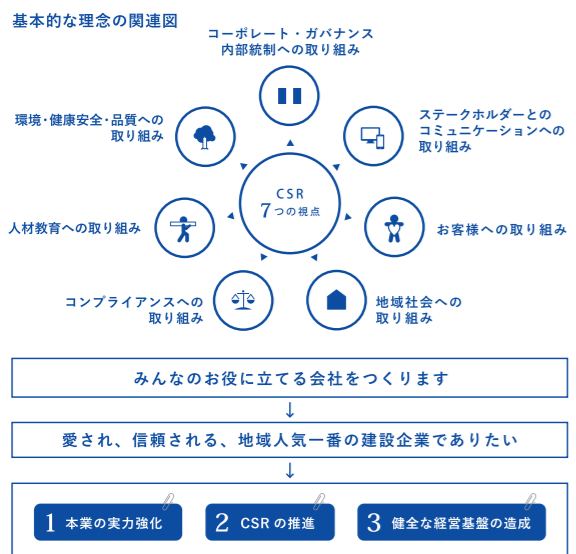 基本的な理念の関連図
コーポレート・ガバナンス
内部統制への取り組み
環境・健康安全・品質への
取り組み
ステークホルダーとの
コミュニケーションへの
取り組み
CSR
7つの視点
人材教育への取り組み
お客様への取り組み
コンプライアンスへの
取り組み
地域社会への
取り組み
みんなのお役に立てる会社をつくります
↓
愛され、信頼される、地域人気一番の建設企業でありたい
↓
1 本業の実力強化
2 CSRの推進
3 健全な経営基盤の造成